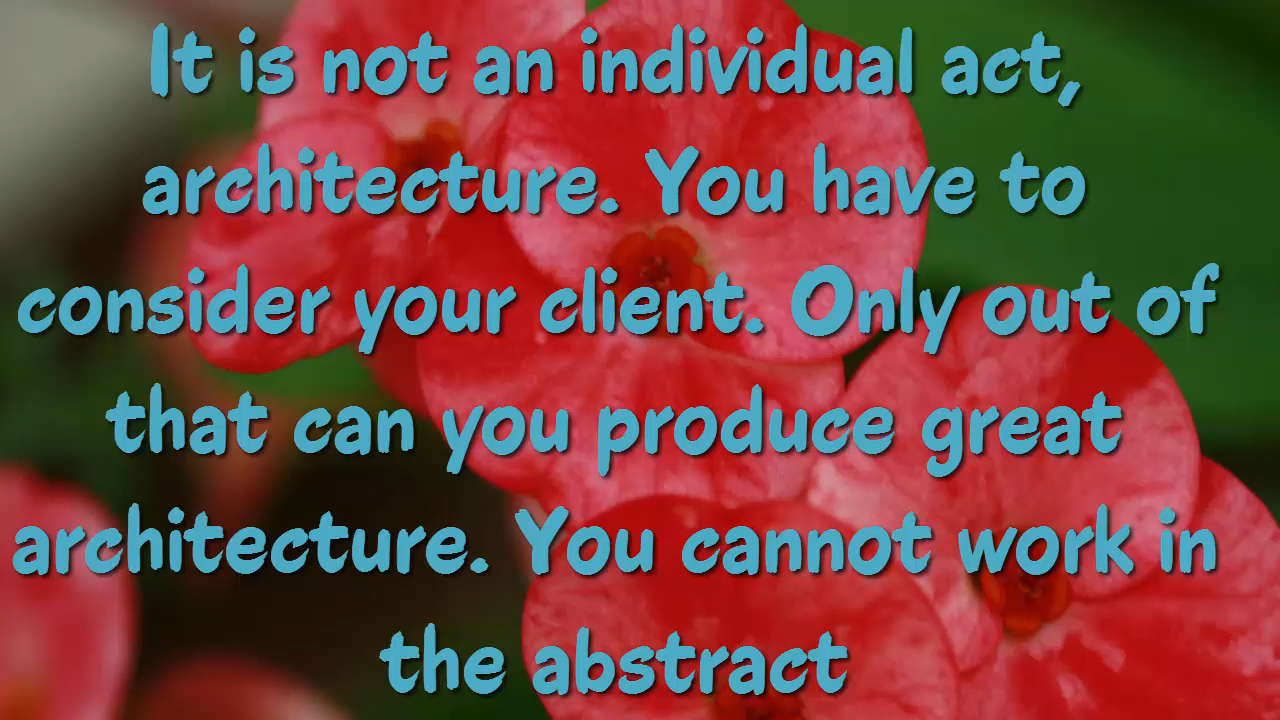 It is not an individual act,
architecture. You have to
consider your client. Only out of
that can you produce great
architecture. You cannot work in
the abstract